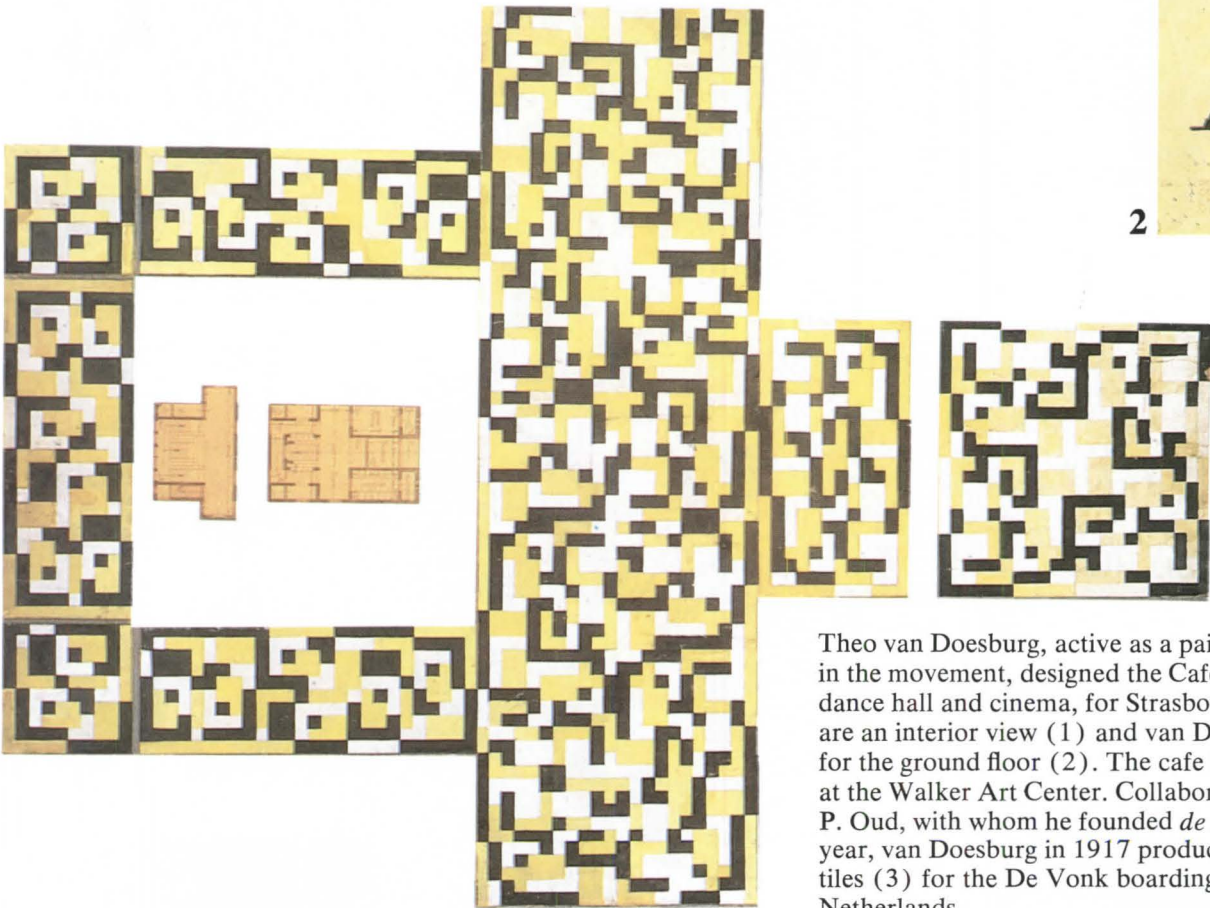 2
Theo van Doesburg, active as a pai
in the movement, designed the Caf
dance hall and cinema, for Strasbo
are an interior view (1) and van D
for the ground floor (2). The cafe
at the Walker Art Center. Collabor
P. Oud, with whom he founded de
year, van Doesburg in 1917 produc
tiles (3) for the De Vonk boarding
Netherlands